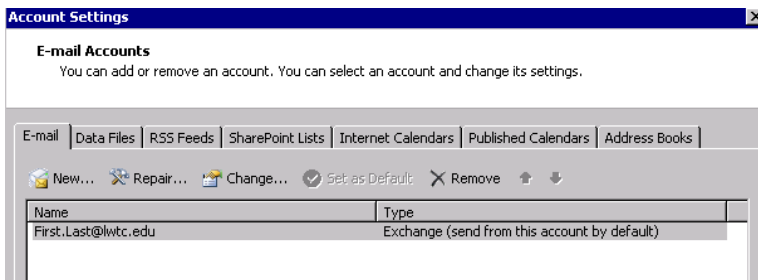 Account Settings
E-mail Accounts
You can add or remove an account. You can select an account and change its settings.
E-mail Data Files RSS Feeds SharePoint Lists Internet Calendars Published Calendars Address Books
New... Repair... Change... Set as Default Remove
Name Type
First.Last@lwtc.edu Exchange (send from this account by default)